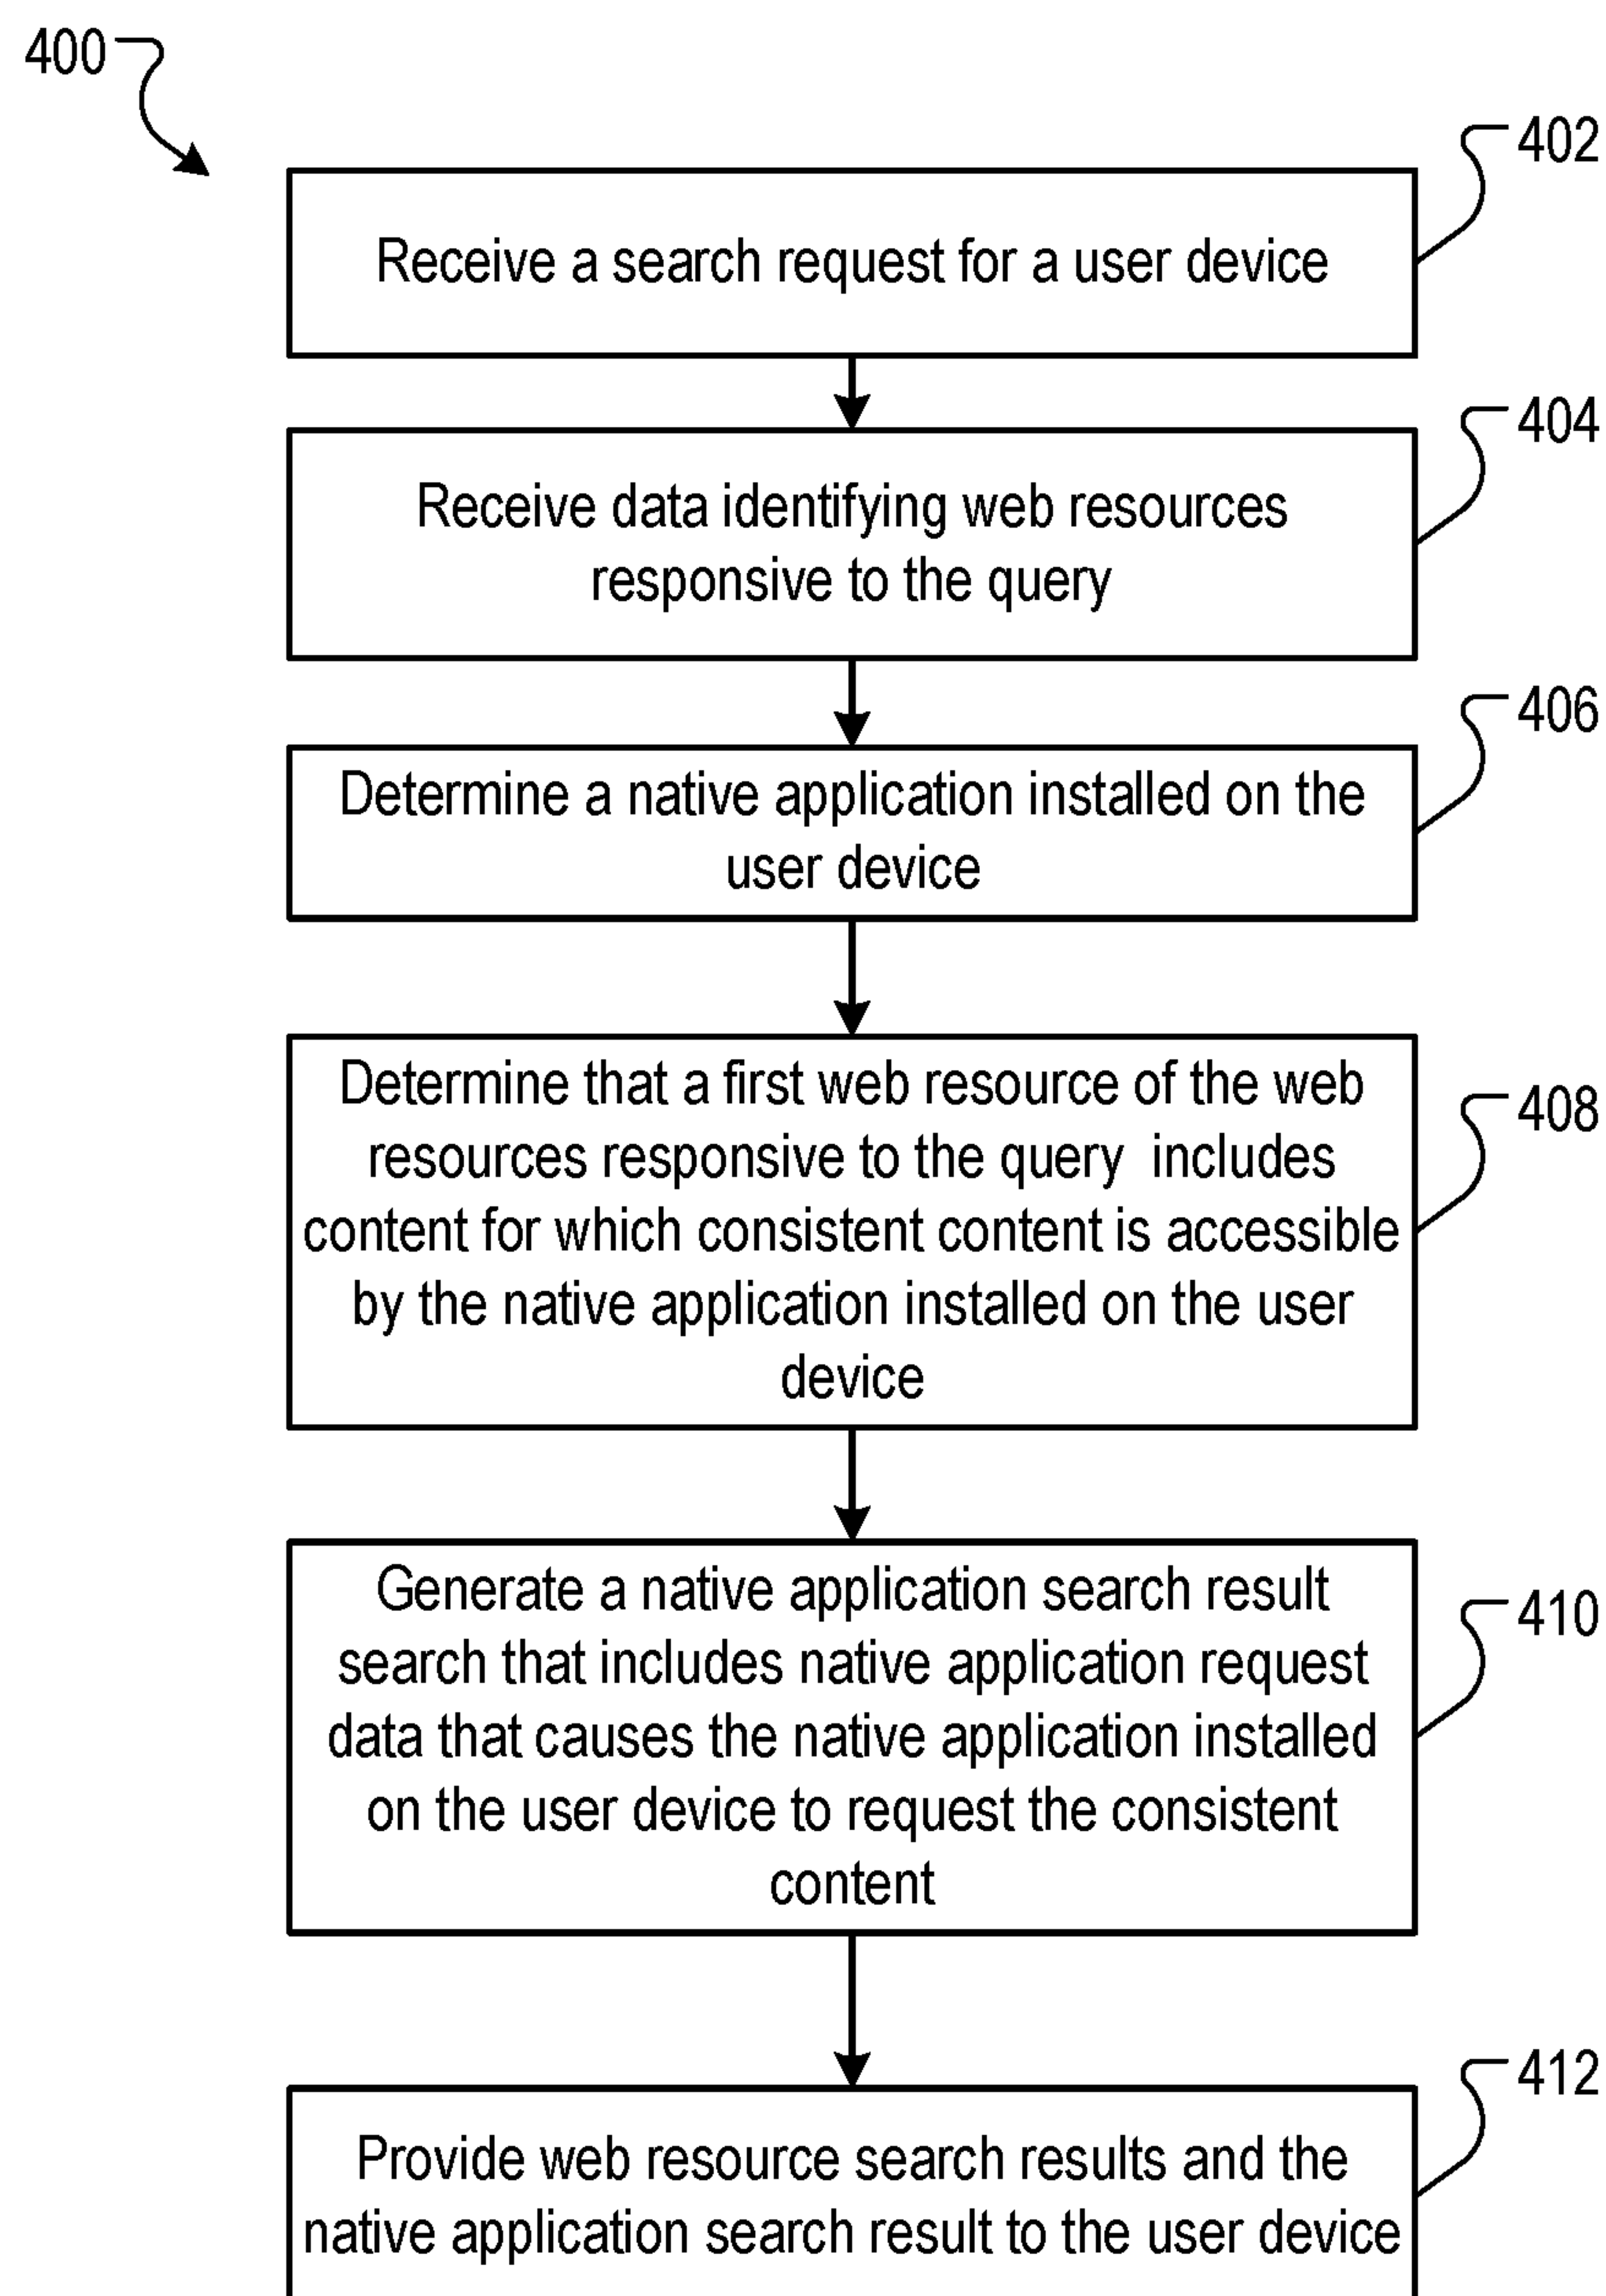 400
402
Receive a search request for a user device
404
Receive data identifying web resources
responsive to the query
406
Determine a native application installed on the
user device
408
Determine that a first web resource of the web
resources responsive to the query includes
content for which consistent content is accessible
by the native application installed on the user
device
410
Generate a native application search result
search that includes native application request
data that causes the native application installed
on the user device to request the consistent
content
412
Provide web resource search results and the
native application search result to the user device